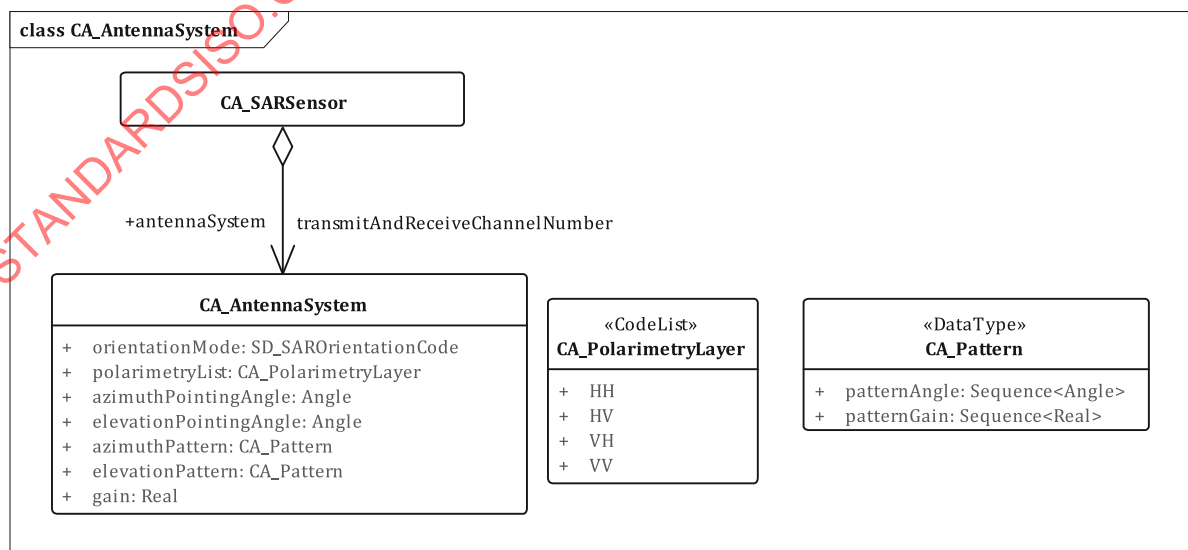 class CA_AntennaSystem
STANDARDSISO.
CA_SARSensor
+antennaSystem transmitAndReceiveChannelNumber
CA_AntennaSystem
+ orientationMode: SD_SAROrientationCode
+ polarimetryList: CA_PolarimetryLayer
+ azimuthPointingAngle: Angle
+ elevationPointingAngle: Angle
+ azimuthPattern: CA_Pattern
+ elevationPattern: CA_Pattern
+ gain: Real
«CodeList»
CA_PolarimetryLayer
+ HH
+ HV
+ VH
+ VV
«DataType»
CA_Pattern
+ patternAngle: Sequence<Angle>
+ patternGain: Sequence<Real>